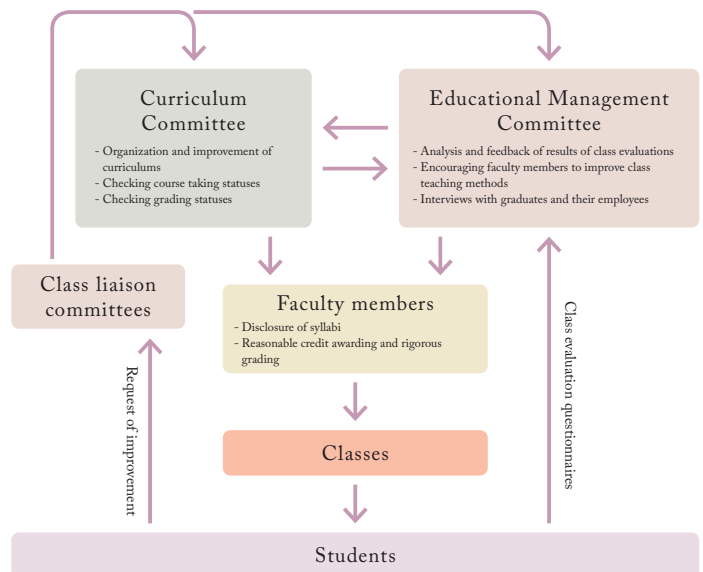 Curriculum
Committee
- Organization and improvement of
curriculums
- Checking course taking statuses
- Checking grading statuses
Educational Management
Committee
- Analysis and feedback of results of class evaluations
- Encouraging faculty members to improve class
teaching methods
- Interviews with graduates and their employees
Class liaison
committees
Faculty members
- Disclosure of syllabi
- Reasonable credit awarding and rigorous
grading
Request of improvement
Class evaluation questionnaires
Classes
Students